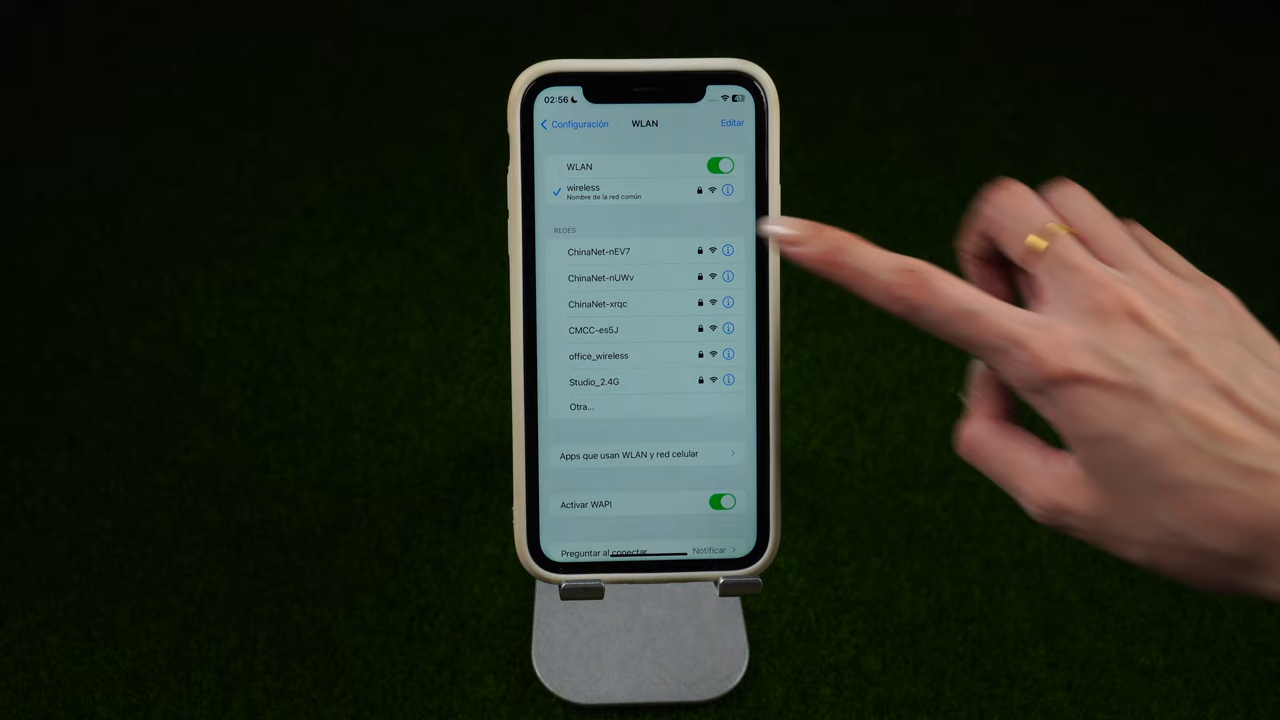 02:56
Configuración WLAN Editar
WLAN
wireless
Nombre de la red común
REDES
ChinaNet-nEV7
ChinaNet-nUWv
ChinaNet-xrqc
CMCC-es5J
office_wireless
Studio_2.4G
Otra...
Apps que usan WLAN y red celular
Activar WAPI
Preguntar al conectar Notificar